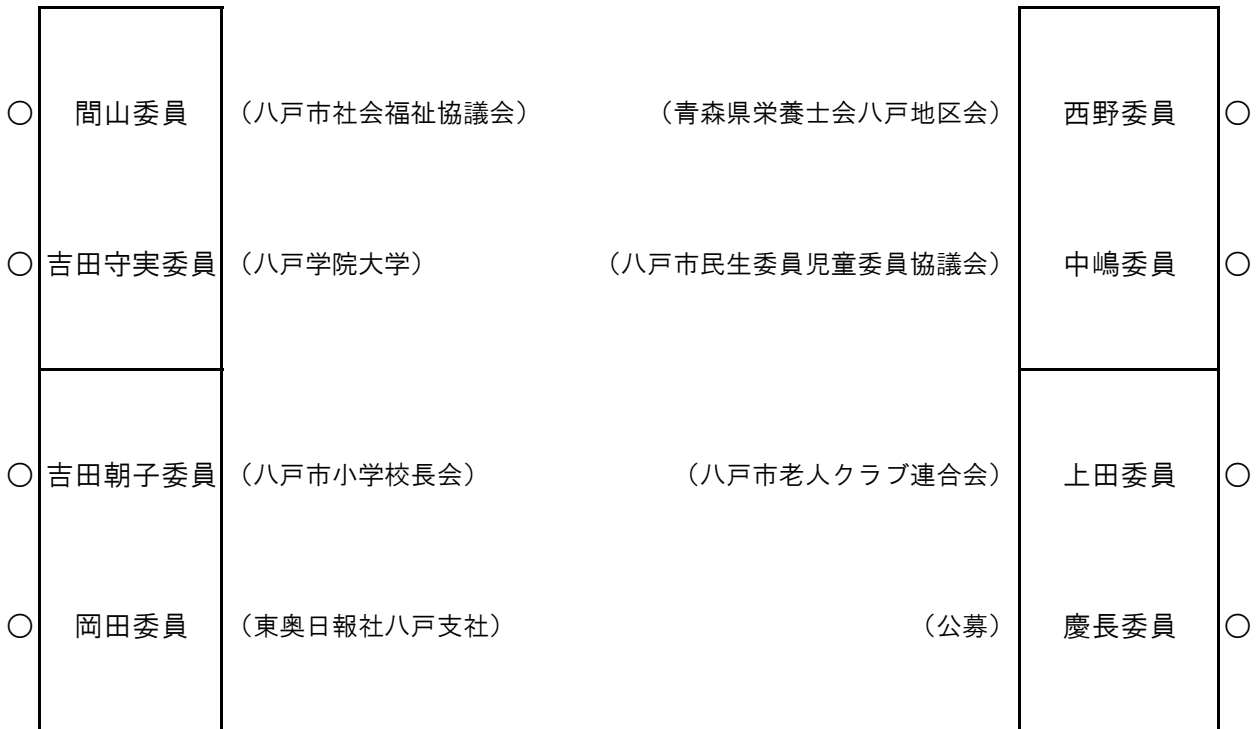 ○ 間山委員 （八戸市社会福祉協議会） （青森県栄養士会八戸地区会） 西野委員 ○
○ 吉田守実委員 （八戸学院大学） （八戸市民生委員児童委員協議会） 中嶋委員 ○
○ 吉田朝子委員 （八戸市小学校長会） （八戸市老人クラブ連合会） 上田委員 ○
○ 岡田委員 （東奥日報社八戸支社） （公募） 慶長委員 ○